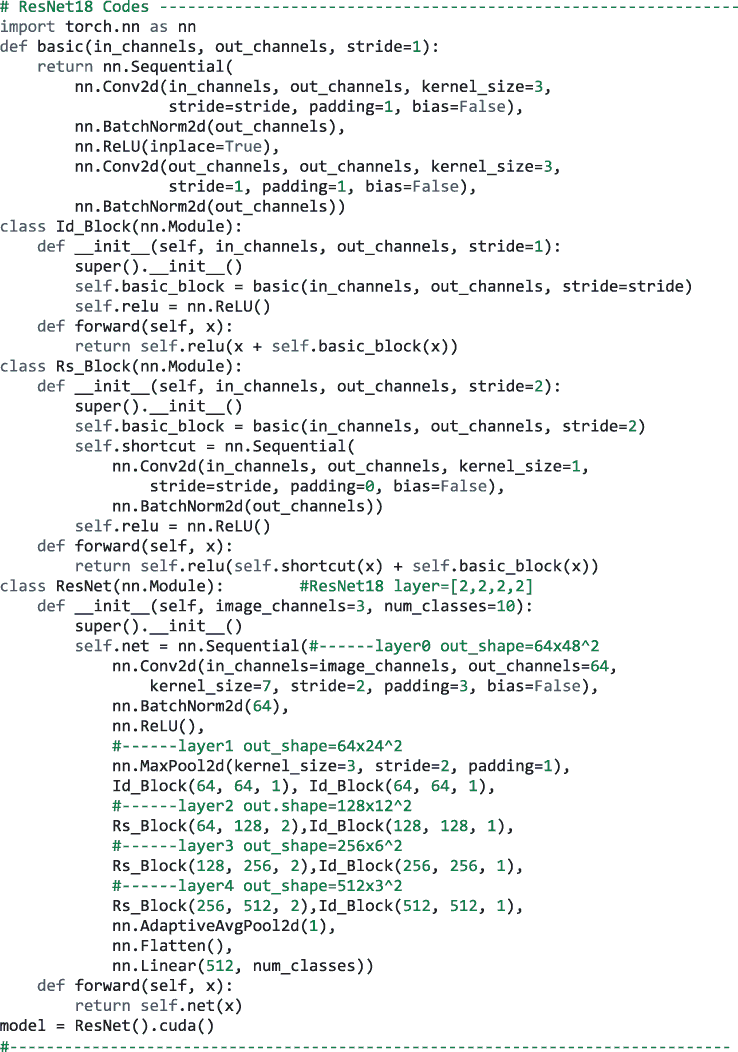 # ResNet18 Codes --------------------------------------------------------------
import torch.nn as nn
def basic(in_channels, out_channels, stride=1):
    return nn.Sequential(
        nn.Conv2d(in_channels, out_channels, kernel_size=3,
                  stride=stride, padding=1, bias=False),
        nn.BatchNorm2d(out_channels),
        nn.ReLU(inplace=True),
        nn.Conv2d(out_channels, out_channels, kernel_size=3,
                  stride=1, padding=1, bias=False),
        nn.BatchNorm2d(out_channels))
class Id_Block(nn.Module):
    def __init__(self, in_channels, out_channels, stride=1):
        super().__init__()
        self.basic_block = basic(in_channels, out_channels, stride=stride)
        self.relu = nn.ReLU()
    def forward(self, x):
        return self.relu(x + self.basic_block(x))
class Rs_Block(nn.Module):
    def __init__(self, in_channels, out_channels, stride=2):
        super().__init__()
        self.basic_block = basic(in_channels, out_channels, stride=2)
        self.shortcut = nn.Sequential(
            nn.Conv2d(in_channels, out_channels, kernel_size=1,
                stride=stride, padding=0, bias=False),
            nn.BatchNorm2d(out_channels))
        self.relu = nn.ReLU()
    def forward(self, x):
        return self.relu(self.shortcut(x) + self.basic_block(x))
class ResNet(nn.Module):        #ResNet18 layer=[2,2,2,2]
    def __init__(self, image_channels=3, num_classes=10):
        super().__init__()
        self.net = nn.Sequential(#------layer0 out_shape=64x48^2
            nn.Conv2d(in_channels=image_channels, out_channels=64,
                kernel_size=7, stride=2, padding=3, bias=False),
            nn.BatchNorm2d(64),
            nn.ReLU(),
            #------layer1 out_shape=64x24^2
            nn.MaxPool2d(kernel_size=3, stride=2, padding=1),
            Id_Block(64, 64, 1), Id_Block(64, 64, 1),
            #------layer2 out.shape=128x12^2
            Rs_Block(64, 128, 2),Id_Block(128, 128, 1),
            #------layer3 out_shape=256x6^2
            Rs_Block(128, 256, 2),Id_Block(256, 256, 1),
            #------layer4 out_shape=512x3^2
            Rs_Block(256, 512, 2),Id_Block(512, 512, 1),
            nn.AdaptiveAvgPool2d(1),
            nn.Flatten(),
            nn.Linear(512, num_classes))
    def forward(self, x):
        return self.net(x)
model = ResNet().cuda()
#-----------------------------------------------------------------------------